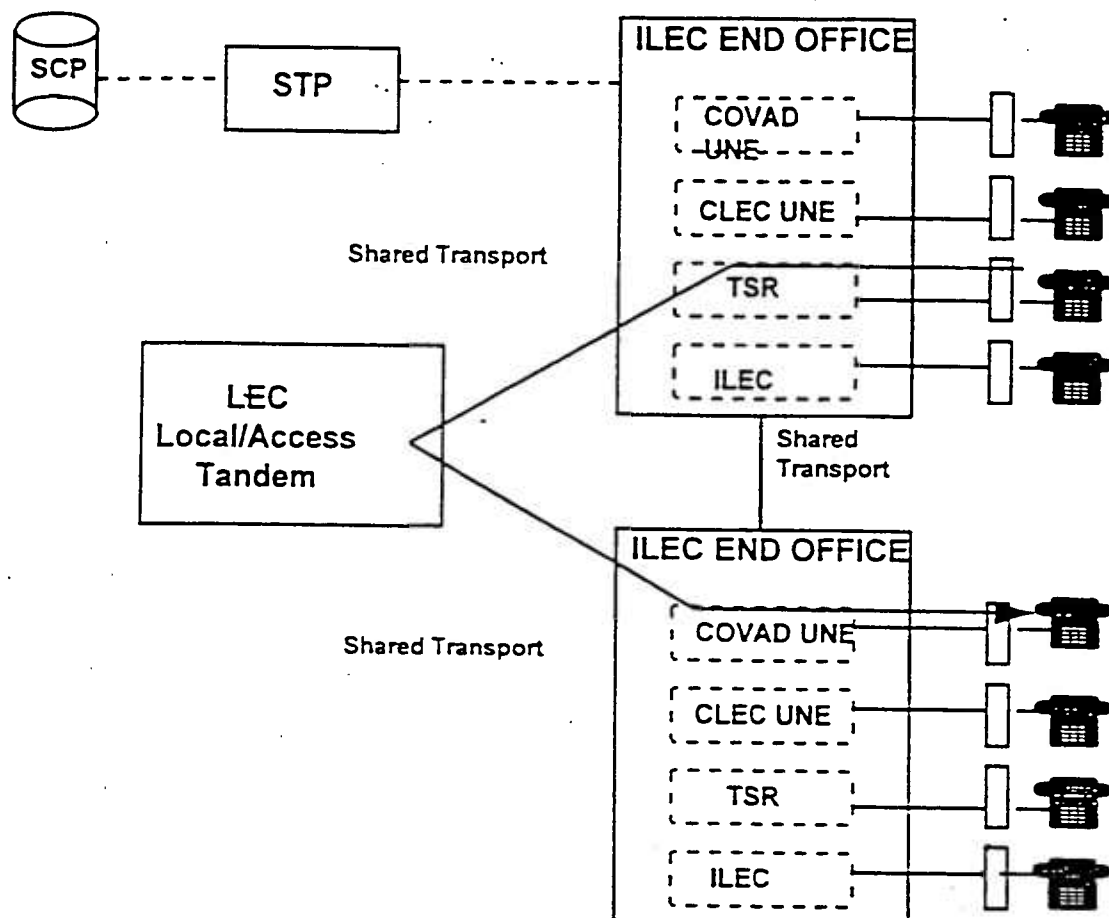 SCP
STP
ILEC END OFFICE
COVAD
UNE
CLEC UNE
TSR
ILEC
Shared Transport
LEC
Local/Access
Tandem
Shared
Transport
ILEC END OFFICE
COVAD UNE
CLEC UNE
TSR
ILEC
Shared Transport